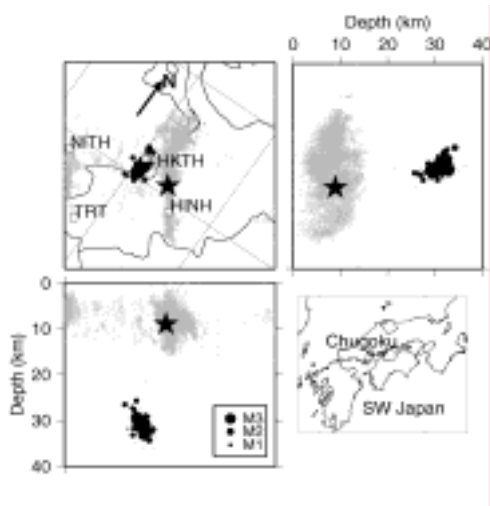 Depth (km)
0 10 20 30 40
N
NITH
HKTH
TRT
HINH
0
10
20
30
40
Depth (km)
M3
M2
M1
Chugoku
SW Japan